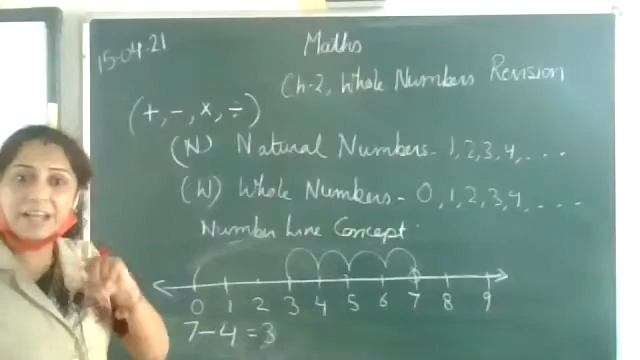 15-04-21
Maths
Ch-2, Whole Numbers Revision
(+, -, ×, ÷)
(N) Natural Numbers - 1, 2, 3, 4, ....
(W) Whole Numbers - 0, 1, 2, 3, 4, .....
Number Line Concept.
0 1 2 3 4 5 6 7 8 9
7-4=3